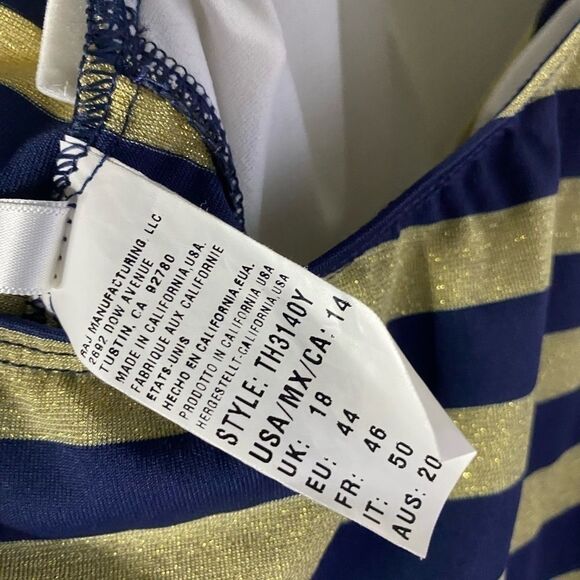 RAJ MANUFACTURING, LLC
2692 DOW AVENUE
TUSTIN, CA 92780
MADE IN CALIFORNIA,USA.
FABRIQUE AUX CALIFORNIE
ETATS-UNIS
HECHO EN CALIFORNIA,EUA.
PRODOTTO IN CALIFORNIA USA
HERGESTELLT-CALIFORNIA USA
STYLE: TH3140Y
USA/MX/CA: 14
UK: 18
EU: 44
FR: 46
IT: 50
AUS: 20